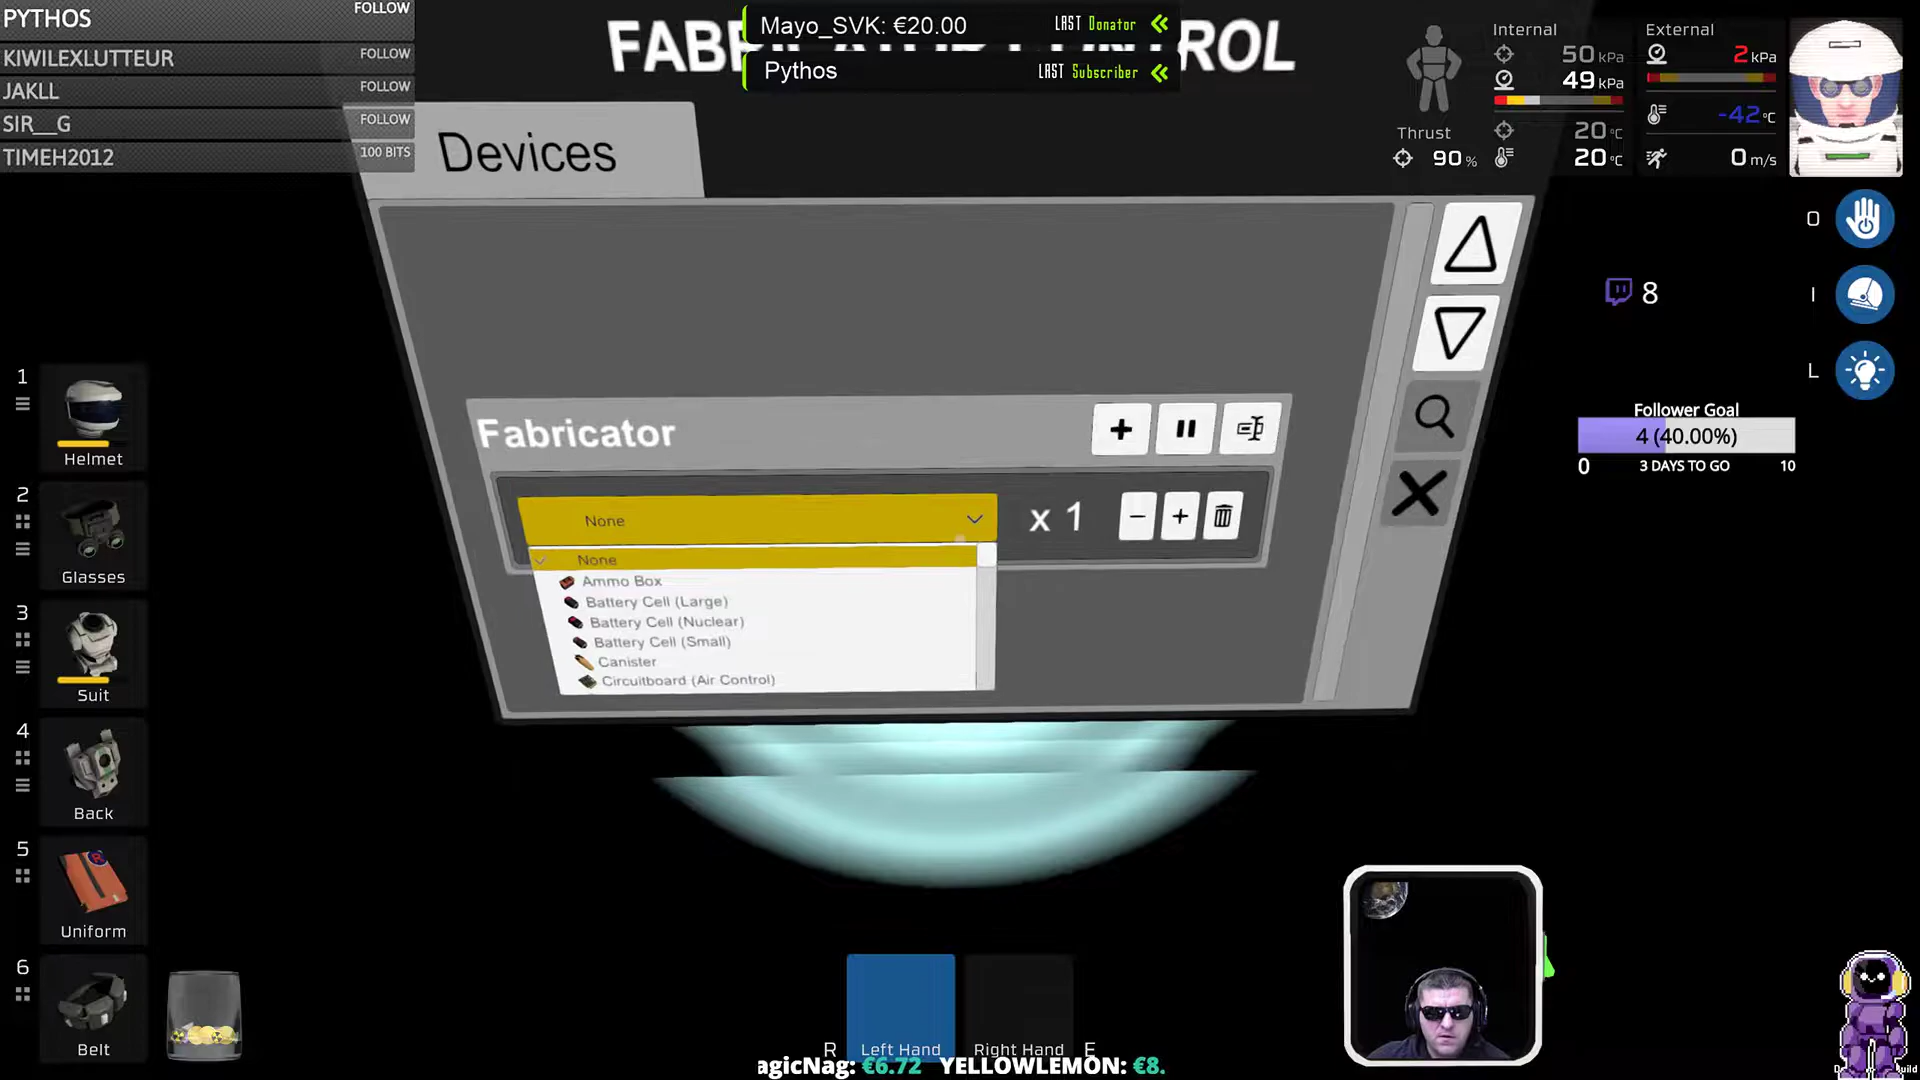 PYTHOS FOLLOW
KIWILEXLUTTEUR FOLLOW
JAKLL FOLLOW
SIR__G FOLLOW
TIMEH2012 100 BITS
Mayo_SVK: €20.00 LAST Donator
Pythos LAST Subscriber
Devices
Internal
50 kPa
49 kPa
Thrust
90 %
20 °C
20 °C
External
2 kPa
-42 °C
0 m/s
O
I
L
8
Follower Goal
4 (40.00%)
0 3 DAYS TO GO 10
Fabricator
None
x 1
None
Ammo Box
Battery Cell (Large)
Battery Cell (Nuclear)
Battery Cell (Small)
Canister
Circuitboard (Air Control)
1
Helmet
2
Glasses
3
Suit
4
Back
5
Uniform
6
Belt
R Left Hand Right Hand E
agicNag: €6.72 YELLOWLEMON: €8.